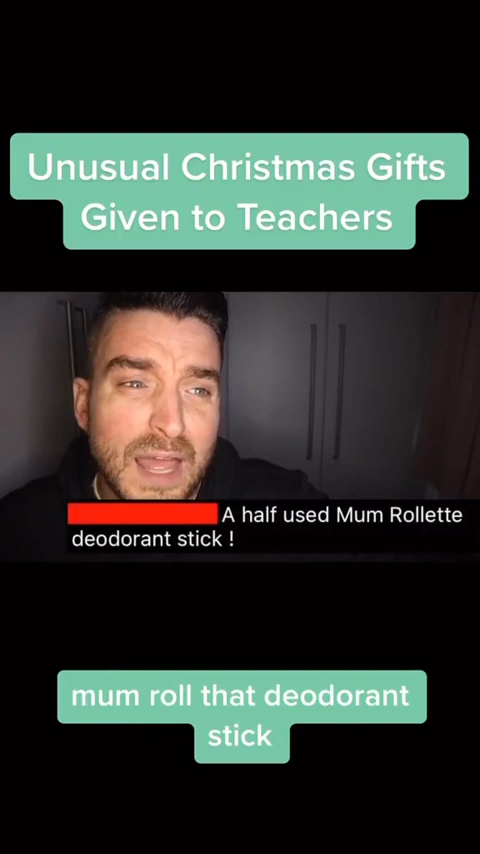 Unusual Christmas Gifts
Given to Teachers
A half used Mum Rollette
deodorant stick !
mum roll that deodorant
stick